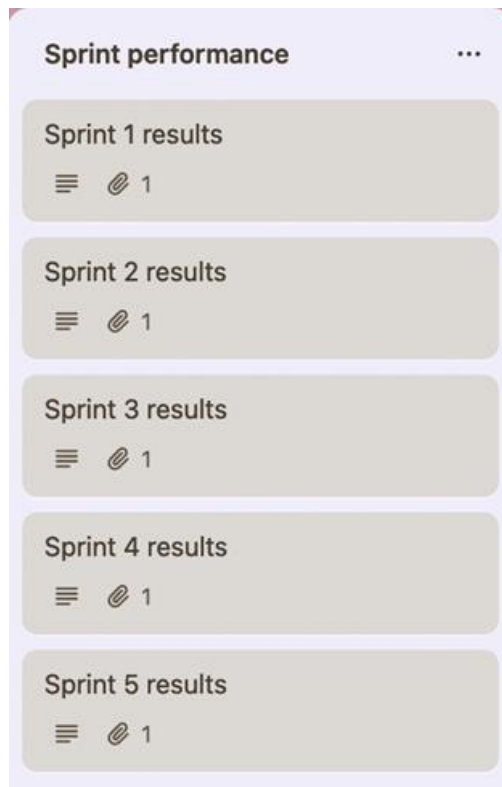 Sprint performance
Sprint 1 results
1
Sprint 2 results
1
Sprint 3 results
1
Sprint 4 results
1
Sprint 5 results
1